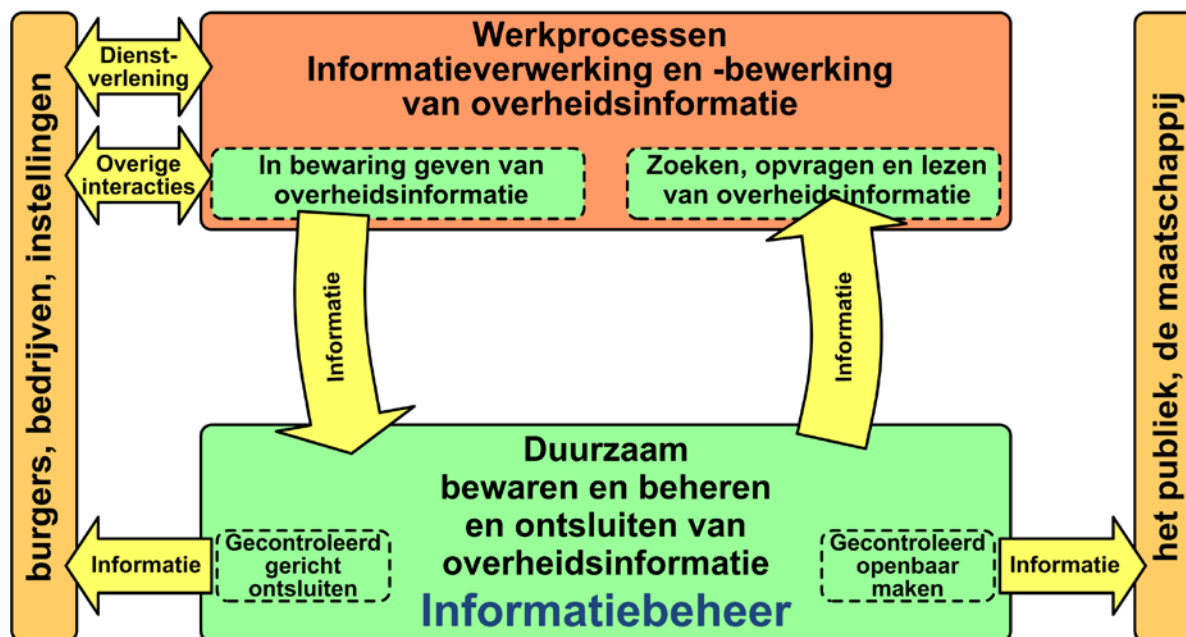 burgers, bedrijven, instellingen
Dienst-
verlening
Overige
interacties
Werkprocessen
Informatieverwerking en -bewerking
van overheidsinformatie
In bewaring geven van
overheidsinformatie
Zoeken, opvragen en lezen
van overheidsinformatie
Informatie
Informatie
Duurzaam
bewaren en beheren
en ontsluiten van
overheidsinformatie
Informatiebeheer
Informatie
Gecontroleerd
gericht
ontsluiten
Gecontroleerd
openbaar
maken
Informatie
het publiek, de maatschappij